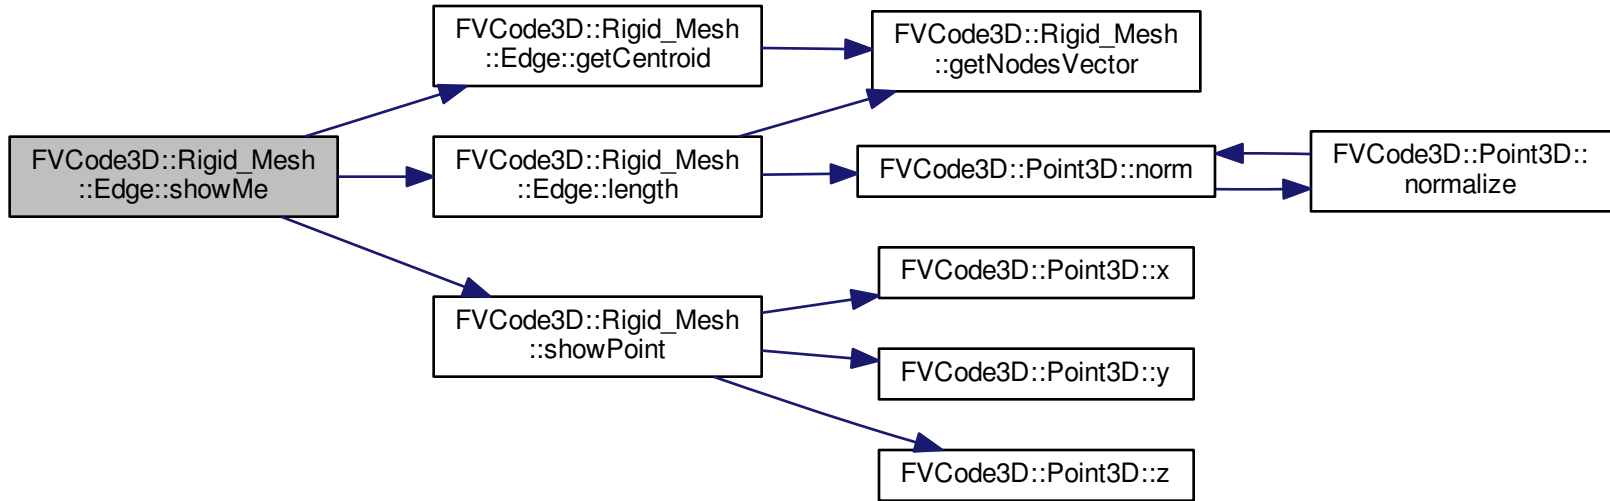 FVCode3D::Rigid_Mesh
::Edge::showMe
FVCode3D::Rigid_Mesh
::Edge::getCentroid
FVCode3D::Rigid_Mesh
::getNodesVector
FVCode3D::Rigid_Mesh
::Edge::length
FVCode3D::Point3D::norm
FVCode3D::Point3D::
normalize
FVCode3D::Rigid_Mesh
::showPoint
FVCode3D::Point3D::x
FVCode3D::Point3D::y
FVCode3D::Point3D::z